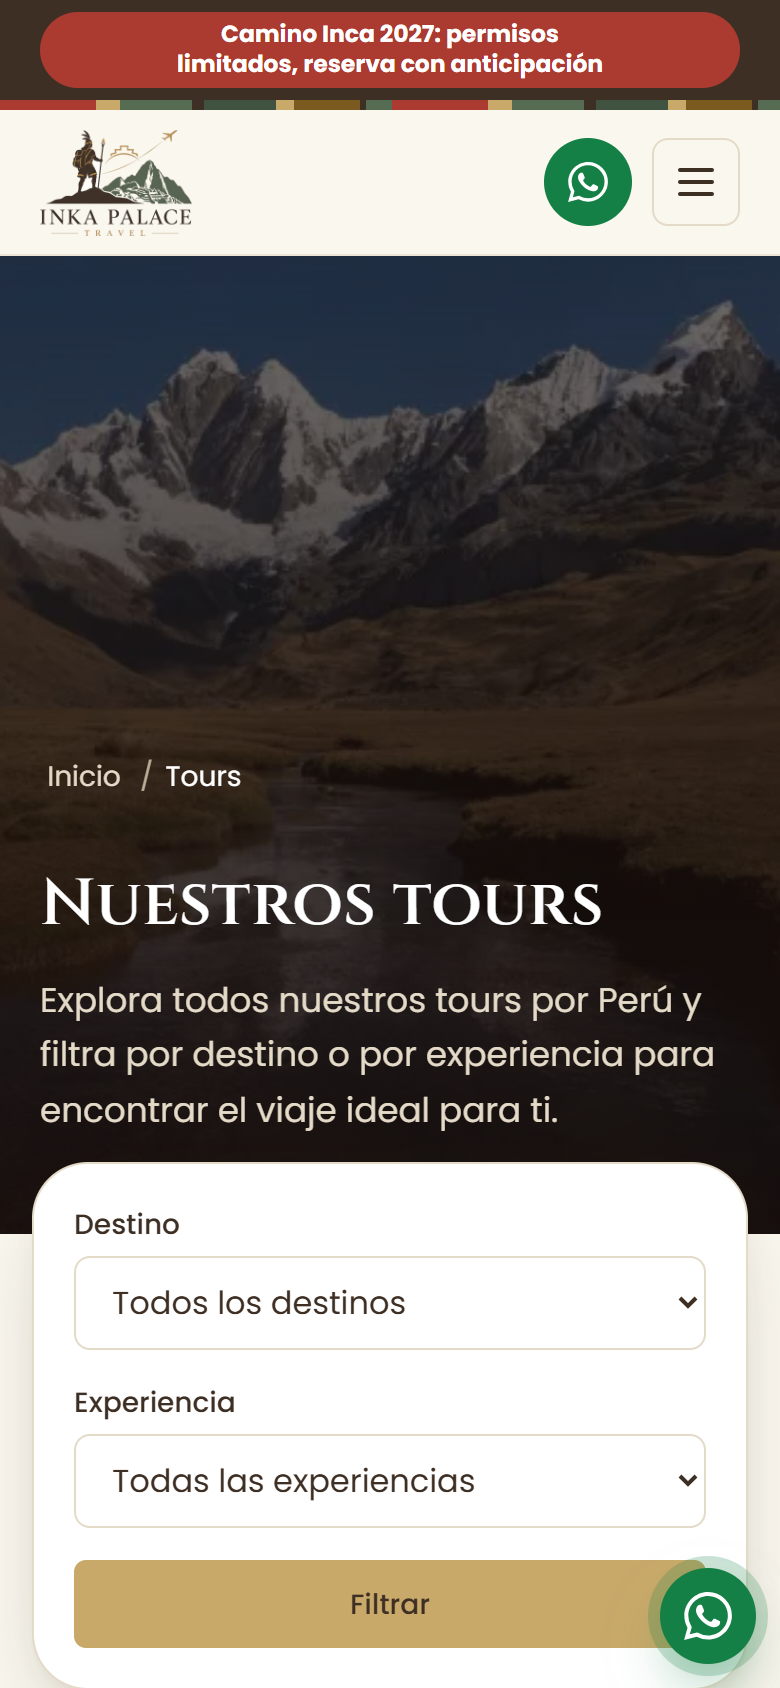 Camino Inca 2027: permisos
limitados, reserva con anticipación
INKA PALACE
TRAVEL
Inicio / Tours
Nuestros tours
Explora todos nuestros tours por Perú y
filtra por destino o por experiencia para
encontrar el viaje ideal para ti.
Destino
Todos los destinos
Experiencia
Todas las experiencias
Filtrar